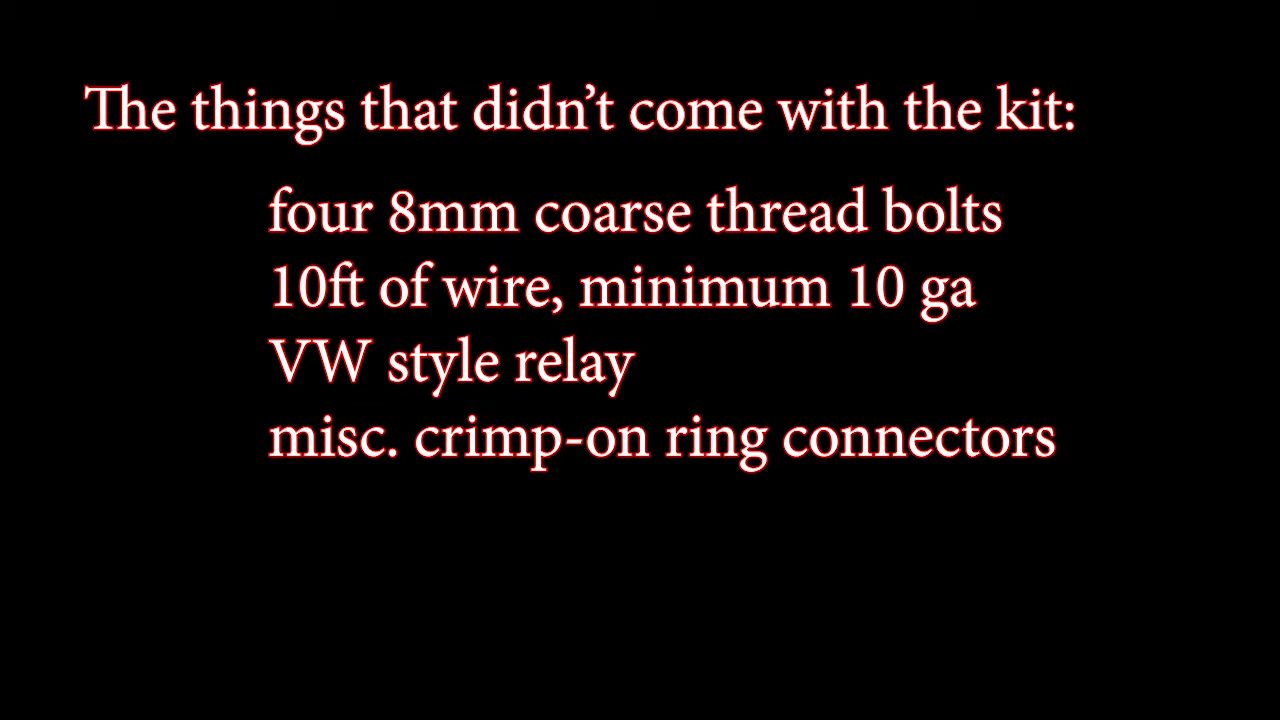 The things that didn’t come with the kit:
four 8mm coarse thread bolts
10ft of wire, minimum 10 ga
VW style relay
misc. crimp-on ring connectors